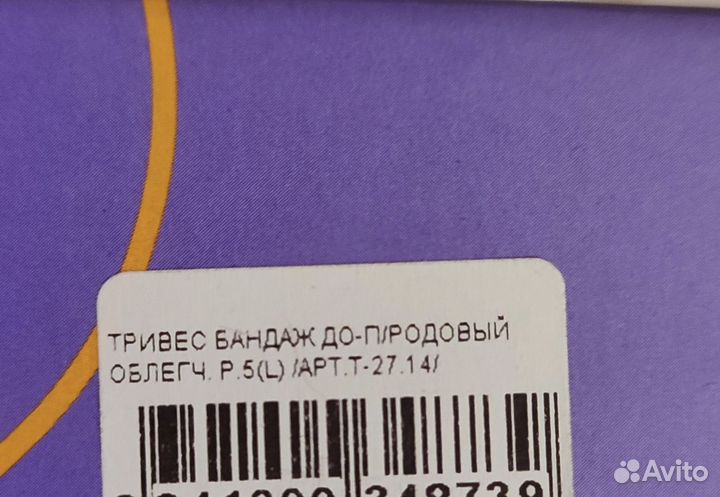 ТРИВЕС БАНДАЖ ДО-П/РОДОВЫЙ
ОБЛЕГЧ. Р.5(L) /АРТ.Т-27.14/
Avito